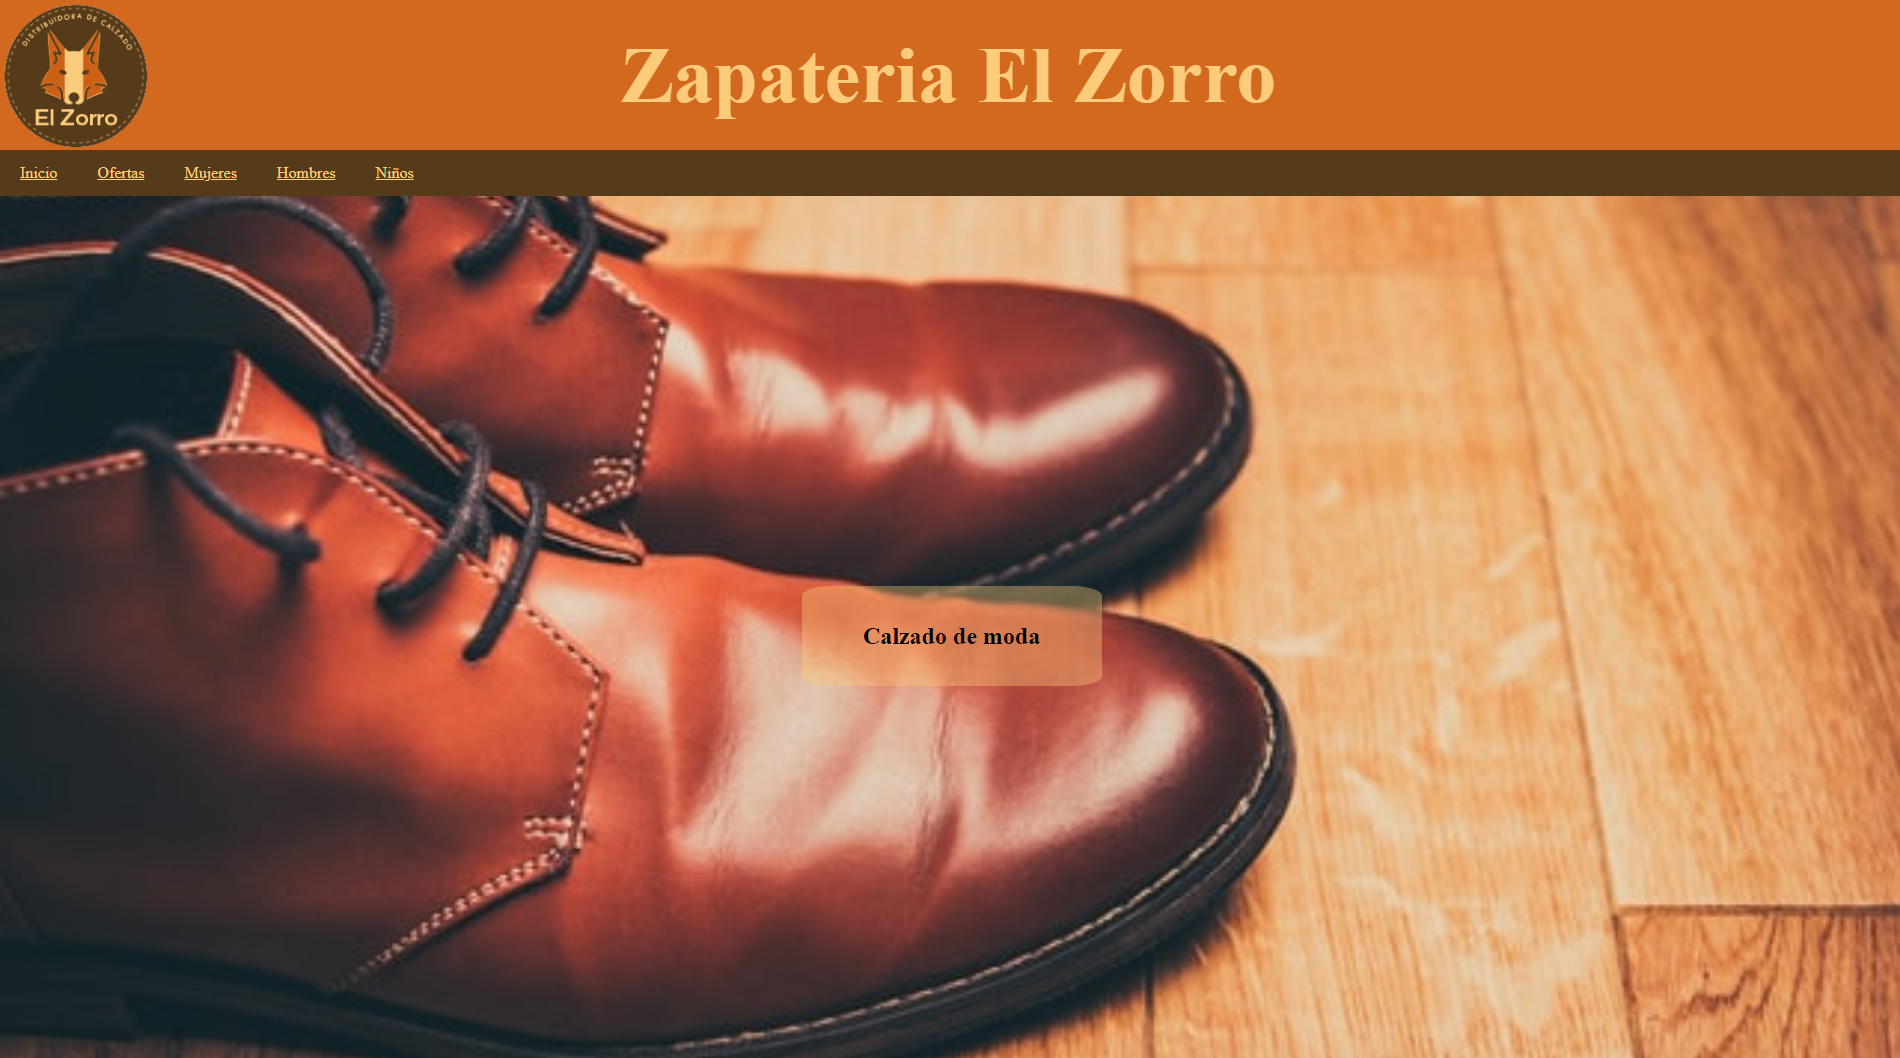 DISTRIBUIDORA DE CALZADO
El Zorro
Zapateria El Zorro
Inicio Ofertas Mujeres Hombres Niños
Calzado de moda